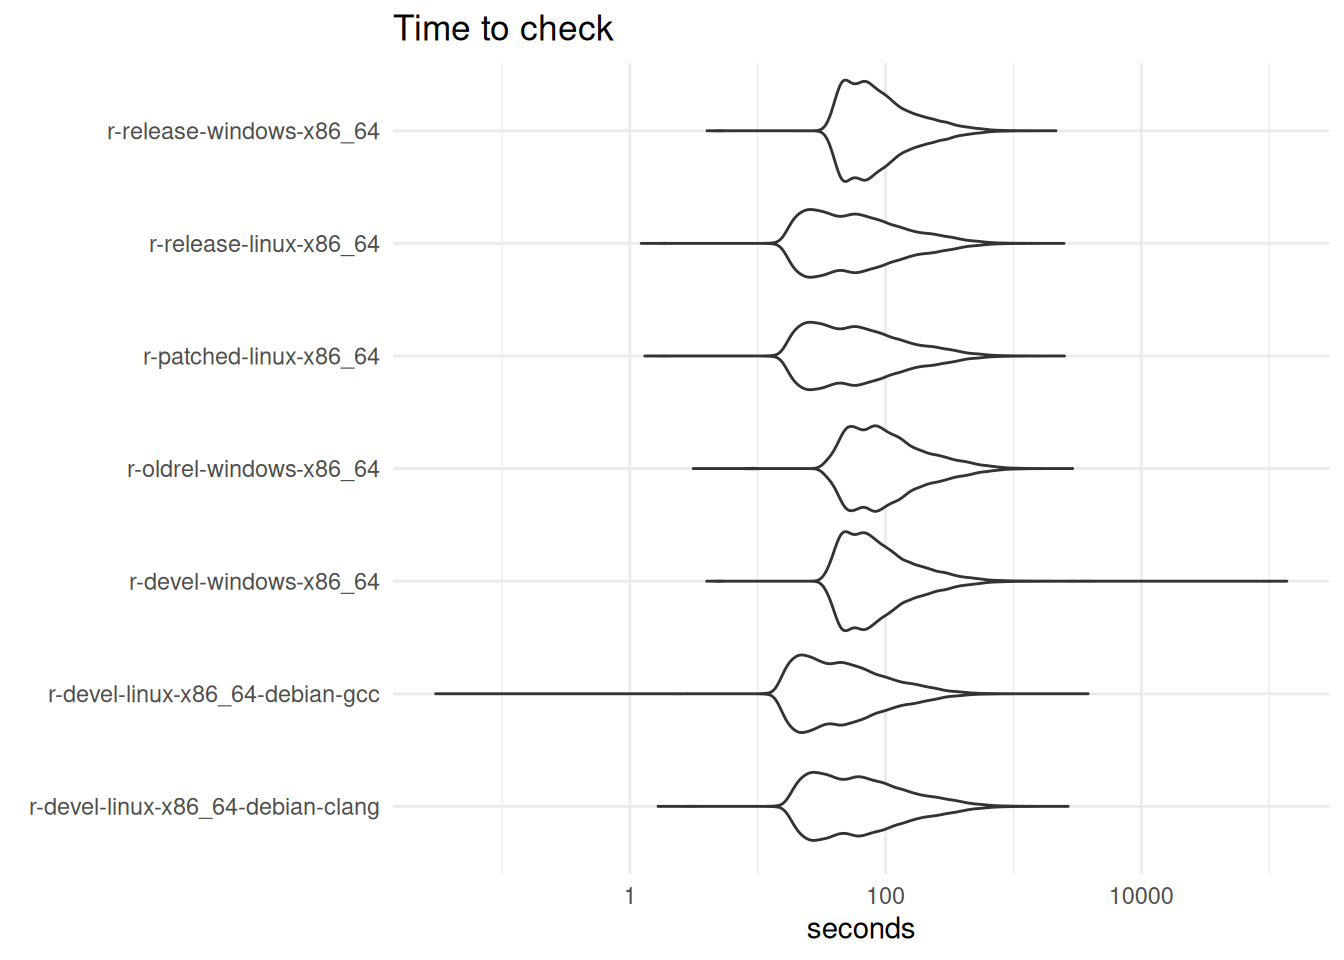 Time to check
r-release-windows-x86_64
r-release-linux-x86_64
r-patched-linux-x86_64
r-oldrel-windows-x86_64
r-devel-windows-x86_64
r-devel-linux-x86_64-debian-gcc
r-devel-linux-x86_64-debian-clang
1 100 10000
seconds